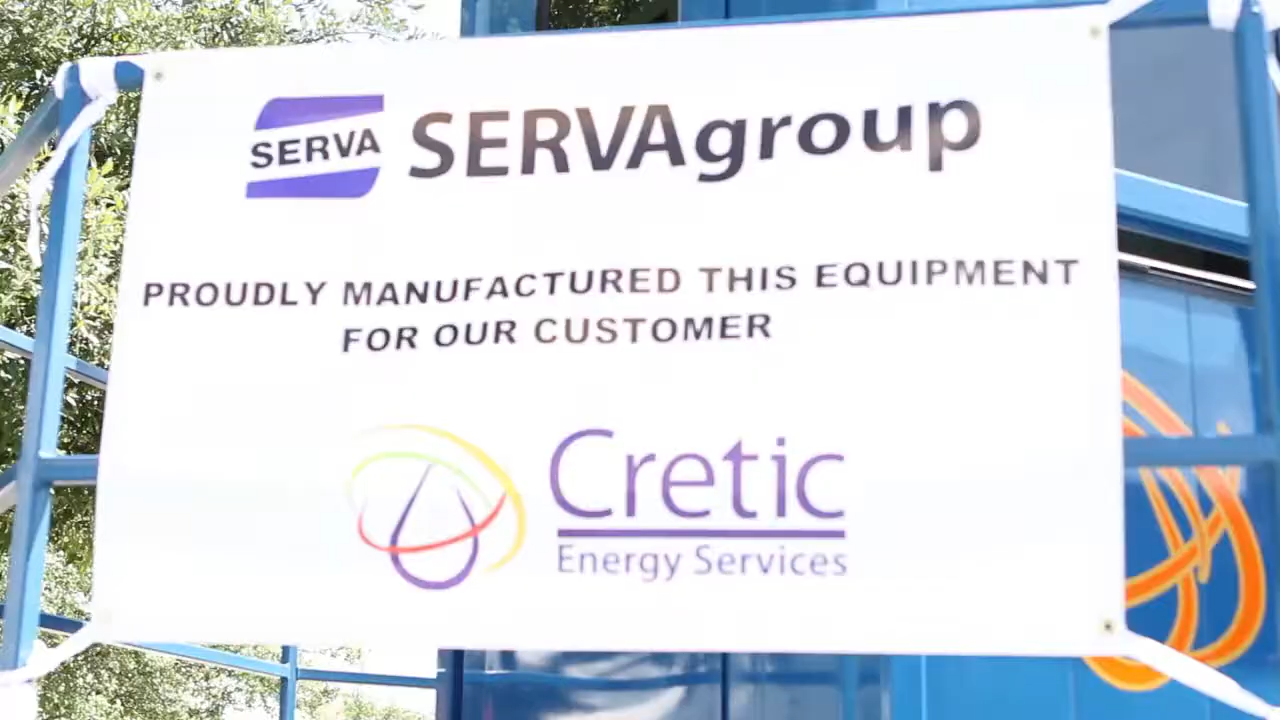 SERVA
SERVAgroup
PROUDLY MANUFACTURED THIS EQUIPMENT
FOR OUR CUSTOMER
Cretic
Energy Services